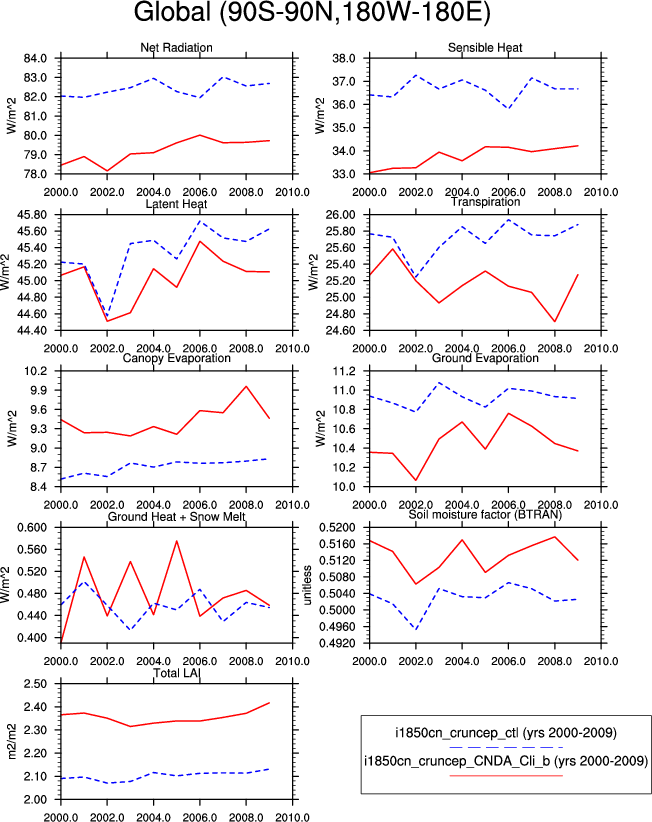 Global (90S-90N,180W-180E)
Net Radiation
Sensible Heat
W/m^2
84.0
83.0
82.0
80.0
79.0
78.0
2000.0 2002.0 2004.0 2006.0 2008.0 2010.0
W/m^2
38.0
37.0
36.0
35.0
34.0
33.0
2000.0 2002.0 2004.0 2006.0 2008.0 2010.0
Latent Heat
Transpiration
W/m^2
45.80
45.60
45.40
45.20
45.00
44.80
44.60
44.40
2000.0 2002.0 2004.0 2006.0 2008.0 2010.0
W/m^2
26.00
25.80
25.60
25.40
25.20
25.00
24.80
24.60
2000.0 2002.0 2004.0 2006.0 2008.0 2010.0
Canopy Evaporation
Ground Evaporation
W/m^2
10.2
9.9
9.6
9.3
9.0
8.7
8.4
2000.0 2002.0 2004.0 2006.0 2008.0 2010.0
W/m^2
11.2
11.0
10.8
10.6
10.4
10.2
10.0
2000.0 2002.0 2004.0 2006.0 2008.0 2010.0
Ground Heat + Snow Melt
Soil moisture factor (BTRAN)
W/m^2
0.600
0.560
0.520
0.480
0.440
0.400
2000.0 2002.0 2004.0 2006.0 2008.0 2010.0
unitless
0.5200
0.5160
0.5120
0.5080
0.5040
0.5000
0.4960
0.4920
2000.0 2002.0 2004.0 2006.0 2008.0 2010.0
Total LAI
m2/m2
2.50
2.40
2.30
2.20
2.10
2.00
2000.0 2002.0 2004.0 2006.0 2008.0 2010.0
i1850cn_cruncep_ctl (yrs 2000-2009)
i1850cn_cruncep_CNDA_Cli_b (yrs 2000-2009)